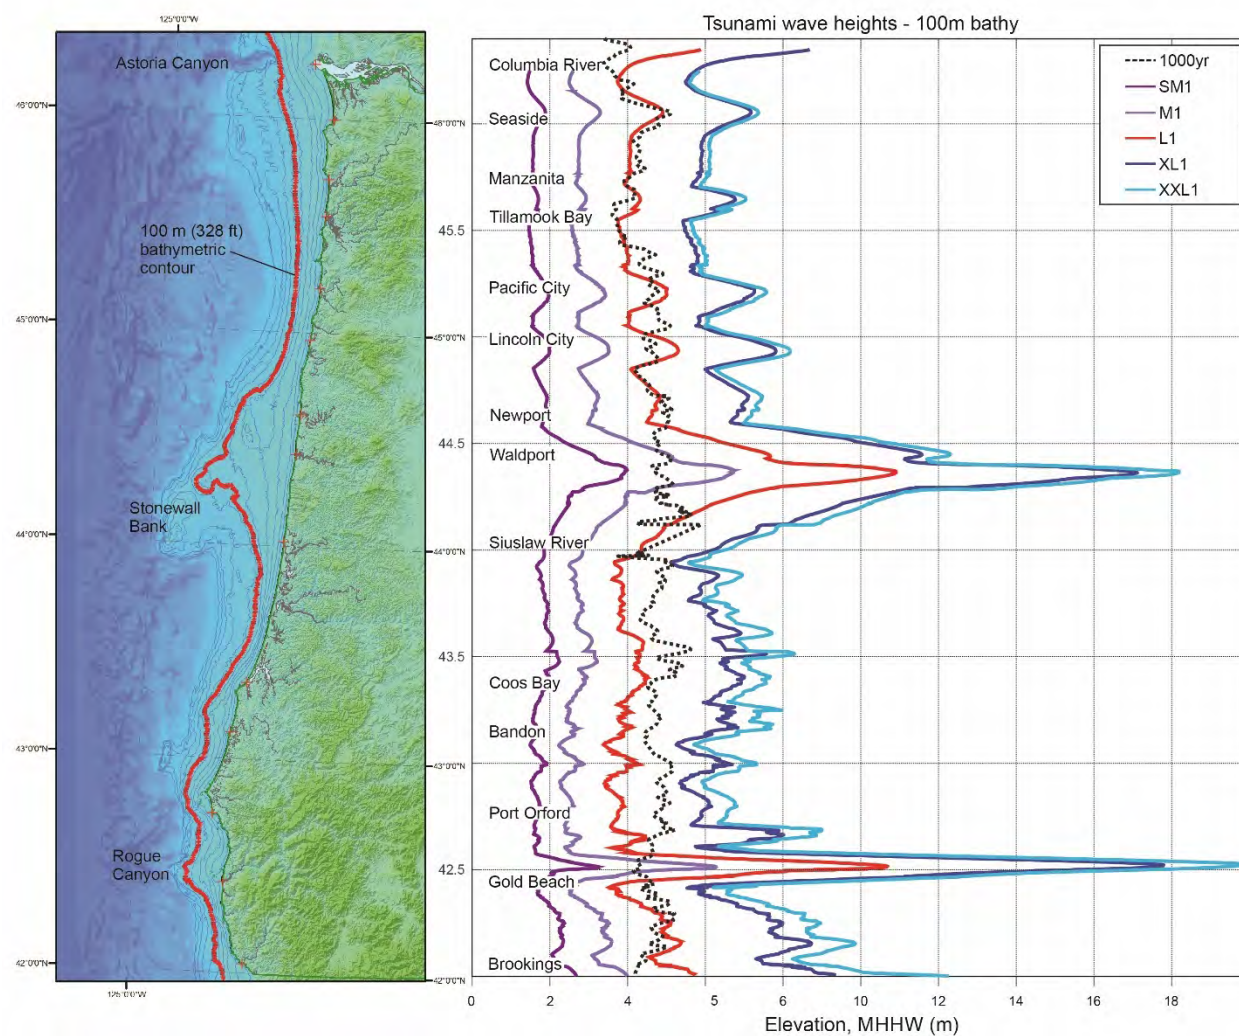 Tsunami wave heights - 100m bathy
125°0'0"W
Astoria Canyon
46°0'0"N
100 m (328 ft)
bathymetric
contour
45°0'0"N
Stonewall
Bank
44°0'0"N
43°0'0"N
Rogue
Canyon
42°0'0"N
125°0'0"W
Columbia River
46°0'0"N
Seaside
Manzanita
Tillamook Bay
45.5
Pacific City
45°0'0"N
Lincoln City
Newport
44.5
Waldport
Siuslaw River
44°0'0"N
43.5
Coos Bay
Bandon
43°0'0"N
Port Orford
42.5
Gold Beach
Brookings
42°0'0"N
1000yr
SM1
M1
L1
XL1
XXL1
0 2 4 5 6 8 10 12 14 16 18
Elevation, MHHW (m)